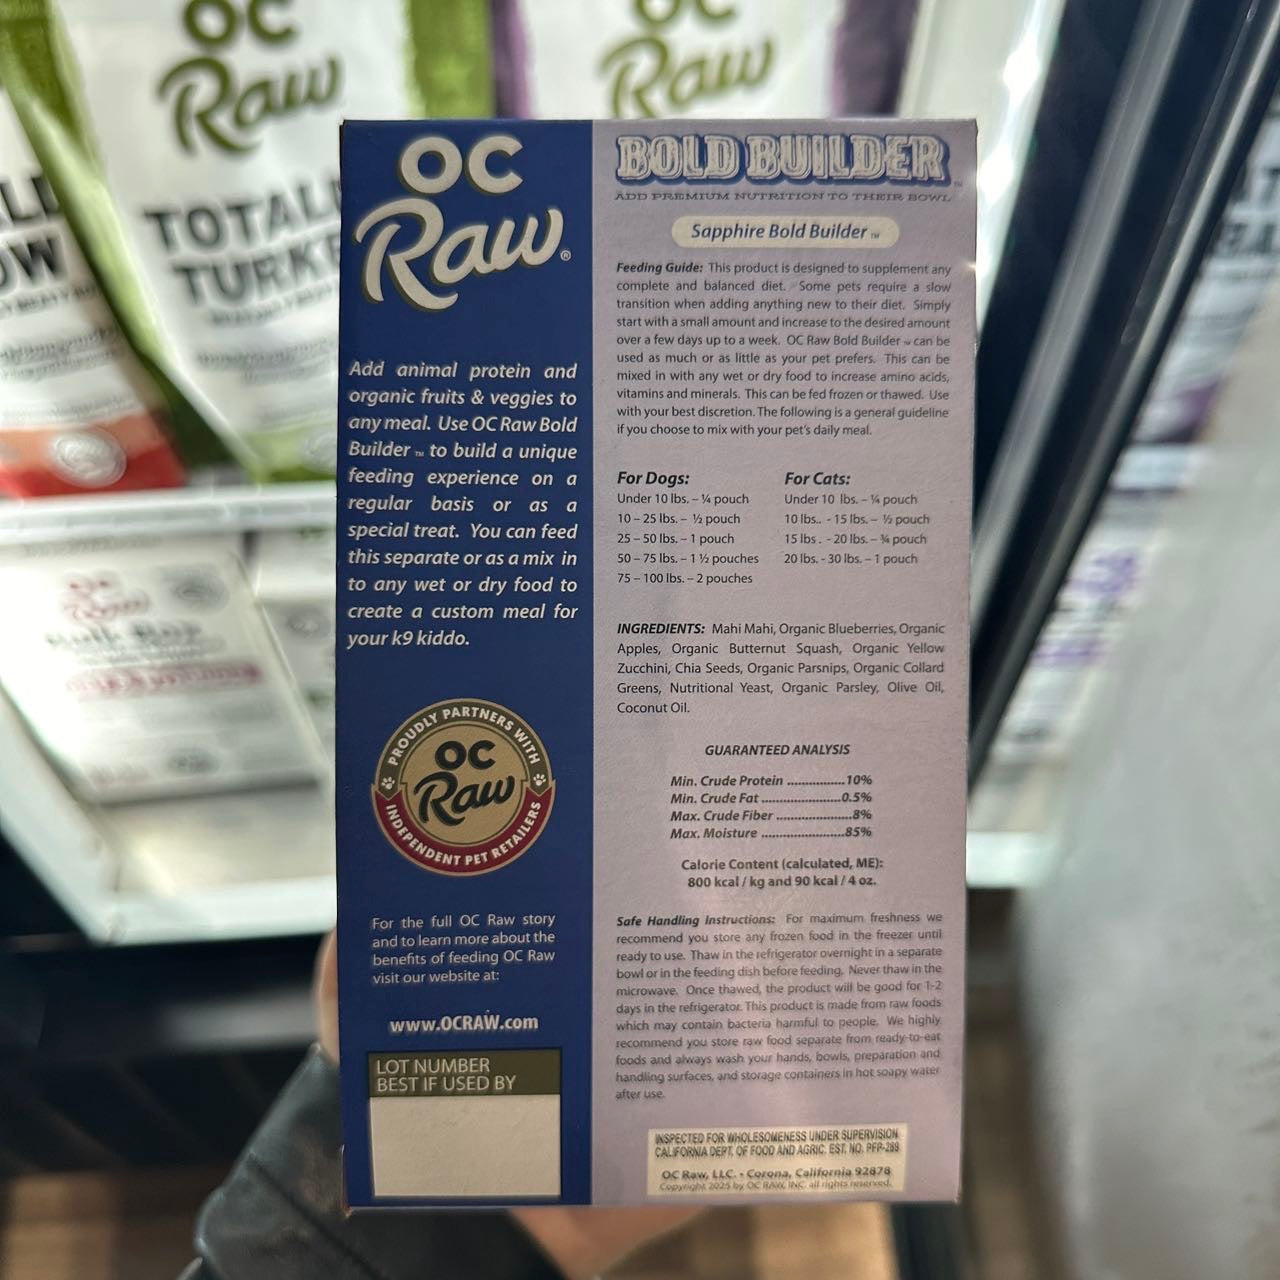 OC
Raw
TOTAL
TURK
OC
Raw
OC
Raw
OC
Raw®
Add animal protein and
organic fruits & veggies to
any meal. Use OC Raw Bold
Builder™ to build a unique
feeding experience on a
regular basis or as a
special treat. You can feed
this separate or as a mix in
to any wet or dry food to
create a custom meal for
your k9 kiddo.
PROUDLY PARTNERS WITH
OC
Raw
INDEPENDENT PET RETAILERS
For the full OC Raw story
and to learn more about the
benefits of feeding OC Raw
visit our website at:
www.OCRAW.com
LOT NUMBER
BEST IF USED BY
BOLD BUILDER™
ADD PREMIUM NUTRITION TO THEIR BOWL
Sapphire Bold Builder™
Feeding Guide: This product is designed to supplement any
complete and balanced diet. Some pets require a slow
transition when adding anything new to their diet. Simply
start with a small amount and increase to the desired amount
over a few days up to a week. OC Raw Bold Builder™ can be
used as much or as little as your pet prefers. This can be
mixed in with any wet or dry food to increase amino acids,
vitamins and minerals. This can be fed frozen or thawed. Use
with your best discretion. The following is a general guideline
if you choose to mix with your pet's daily meal.
For Dogs:
Under 10 lbs. – ¼ pouch
10 – 25 lbs. – ½ pouch
25 – 50 lbs. – 1 pouch
50 – 75 lbs. – 1 ½ pouches
75 – 100 lbs. – 2 pouches
For Cats:
Under 10 lbs. – ¼ pouch
10 lbs.. - 15 lbs. – ½ pouch
15 lbs. - 20 lbs. – ¾ pouch
20 lbs. - 30 lbs. – 1 pouch
INGREDIENTS: Mahi Mahi, Organic Blueberries, Organic
Apples, Organic Butternut Squash, Organic Yellow
Zucchini, Chia Seeds, Organic Parsnips, Organic Collard
Greens, Nutritional Yeast, Organic Parsley, Olive Oil,
Coconut Oil.
GUARANTEED ANALYSIS
Min. Crude Protein .................10%
Min. Crude Fat .......................0.5%
Max. Crude Fiber ......................8%
Max. Moisture ........................85%
Calorie Content (calculated, ME):
800 kcal / kg and 90 kcal / 4 oz.
Safe Handling Instructions: For maximum freshness we
recommend you store any frozen food in the freezer until
ready to use. Thaw in the refrigerator overnight in a separate
bowl or in the feeding dish before feeding. Never thaw in the
microwave. Once thawed, the product will be good for 1-2
days in the refrigerator. This product is made from raw foods
which may contain bacteria harmful to people. We highly
recommend you store raw food separate from ready-to-eat
foods and always wash your hands, bowls, preparation and
handling surfaces, and storage containers in hot soapy water
after use.
INSPECTED FOR WHOLESOMENESS UNDER SUPERVISION
CALIFORNIA DEPT. OF FOOD AND AGRIC. EST. NO. PFP-288
OC Raw, LLC. - Corona, California 92878
Copyright 2025 by OC RAW, INC. all rights reserved.